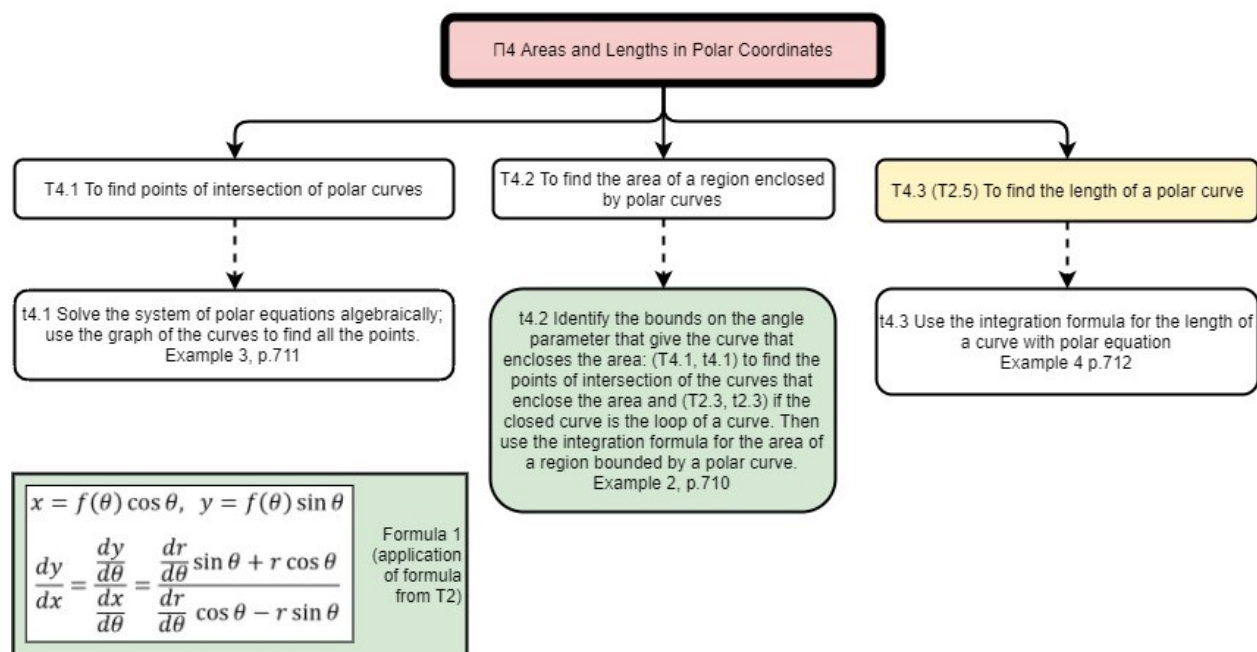 П4 Areas and Lengths in Polar Coordinates
T4.1 To find points of intersection of polar curves
T4.2 To find the area of a region enclosed
by polar curves
T4.3 (T2.5) To find the length of a polar curve
t4.1 Solve the system of polar equations algebraically;
use the graph of the curves to find all the points.
Example 3, p.711
t4.2 Identify the bounds on the angle
parameter that give the curve that
encloses the area: (T4.1, t4.1) to find the
points of intersection of the curves that
enclose the area and (T2.3, t2.3) if the
closed curve is the loop of a curve. Then
use the integration formula for the area of
a region bounded by a polar curve.
Example 2, p.710
t4.3 Use the integration formula for the length of
a curve with polar equation
Example 4 p.712
x = f(θ) cos θ, y = f(θ) sin θ
dy/dx = (dy/dθ)/(dx/dθ) = (dr/dθ sin θ + r cos θ)/(dr/dθ cos θ − r sin θ)
Formula 1
(application
of formula
from T2)